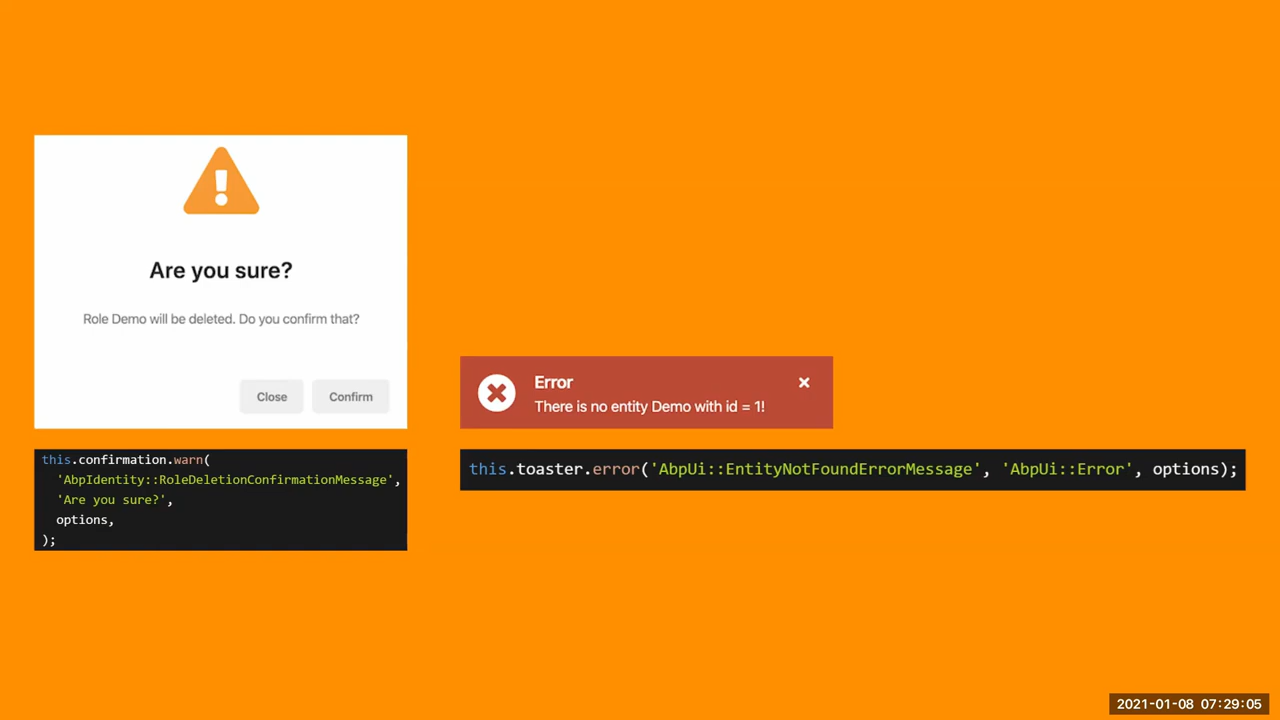 Are you sure?
Role Demo will be deleted. Do you confirm that?
Close
Confirm
this.confirmation.warn(
'AbpIdentity::RoleDeletionConfirmationMessage',
'Are you sure?',
options,
);
Error
There is no entity Demo with id = 1!
this.toaster.error('AbpUi::EntityNotFoundErrorMessage', 'AbpUi::Error', options);
2021-01-08 07:29:05